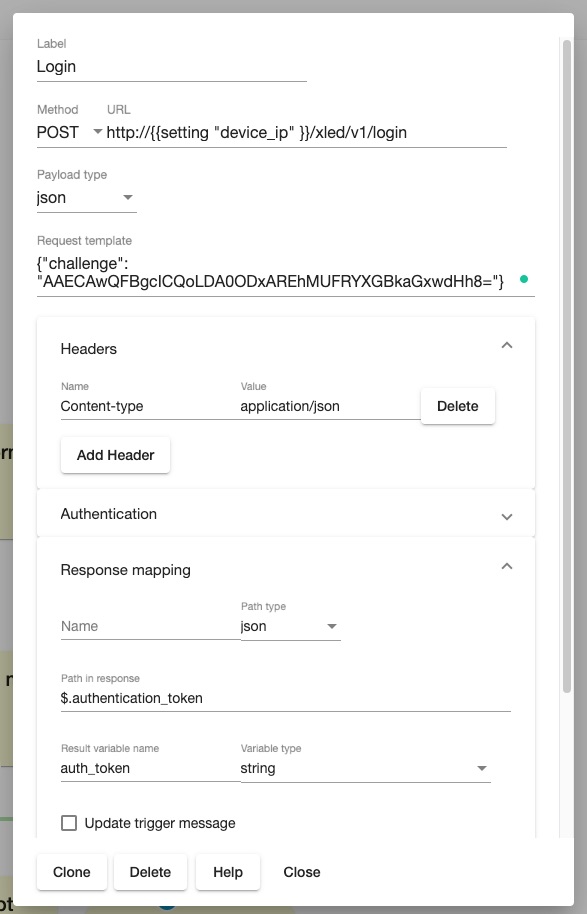 Label
Login
Method URL
POST http://{{setting "device_ip" }}/xled/v1/login
Payload type
json
Request template
{"challenge":
"AAECAwQFBgcICQoLDA0ODxAREhMUFRYXGBkaGxwdHh8="}
Headers
Name Value
Content-type application/json Delete
Add Header
Authentication
Response mapping
Path type
Name json
Path in response
$.authentication_token
Result variable name Variable type
auth_token string
Update trigger message
Clone Delete Help Close